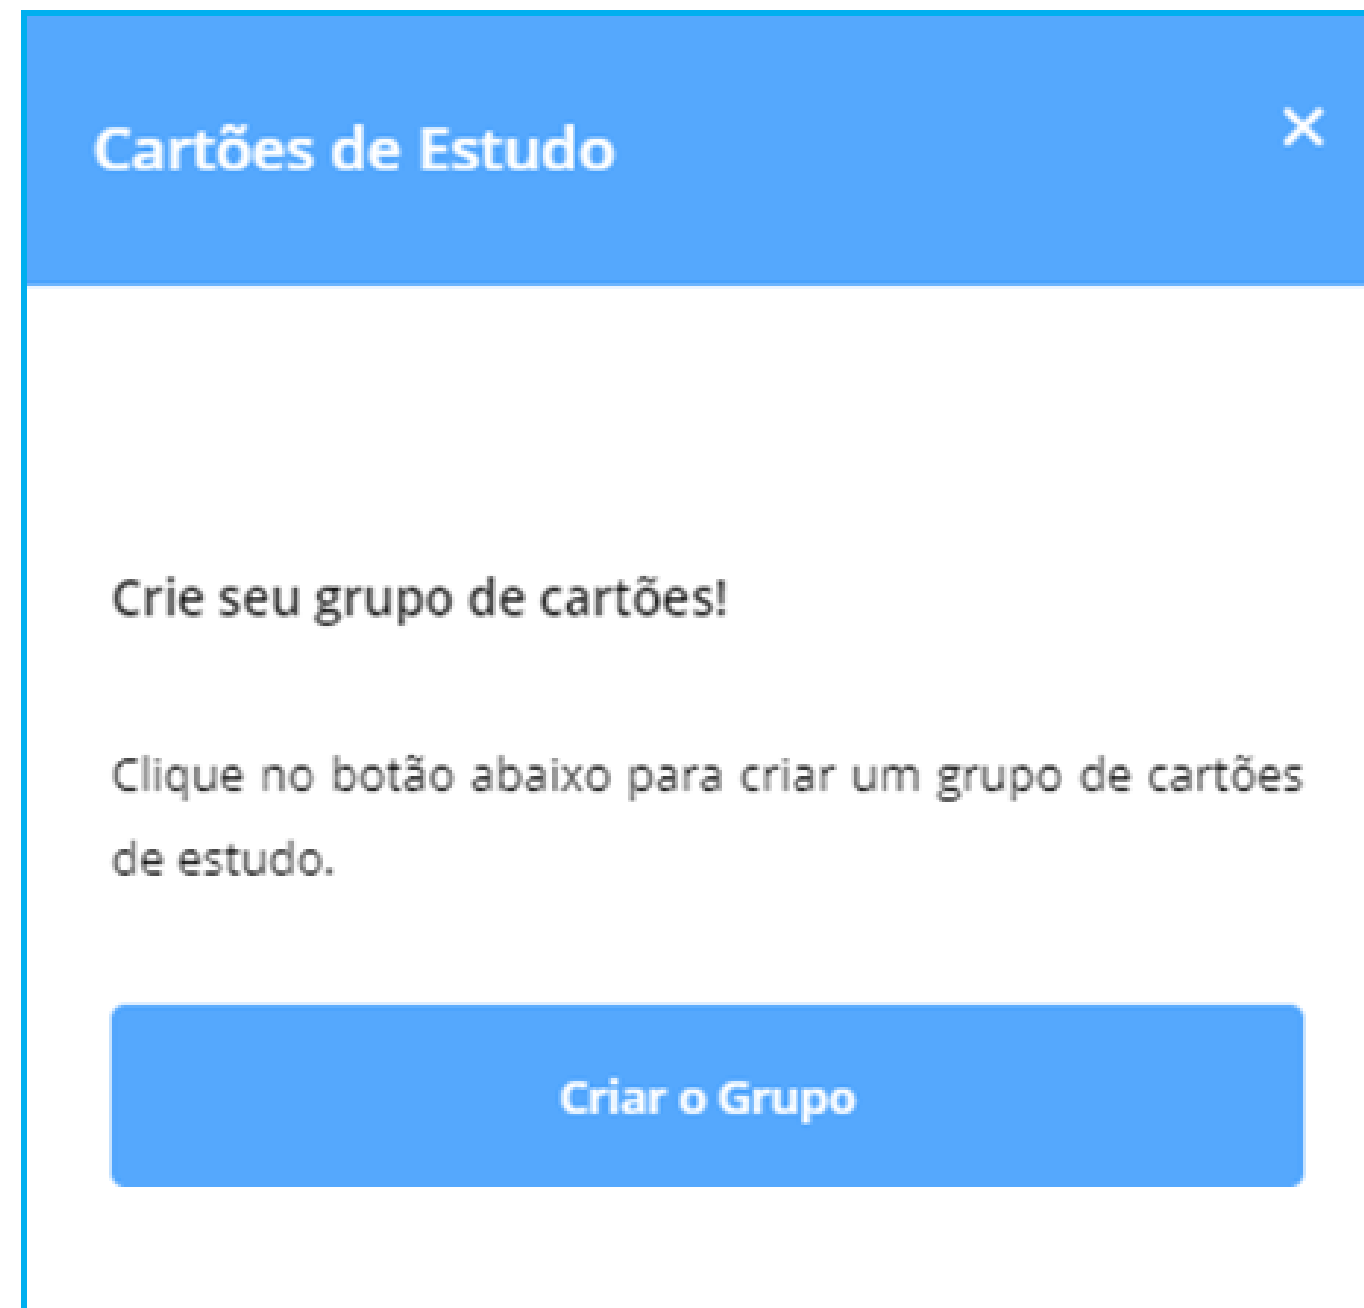 Cartões de Estudo
Crie seu grupo de cartões!
Clique no botão abaixo para criar um grupo de cartões
de estudo.
Criar o Grupo